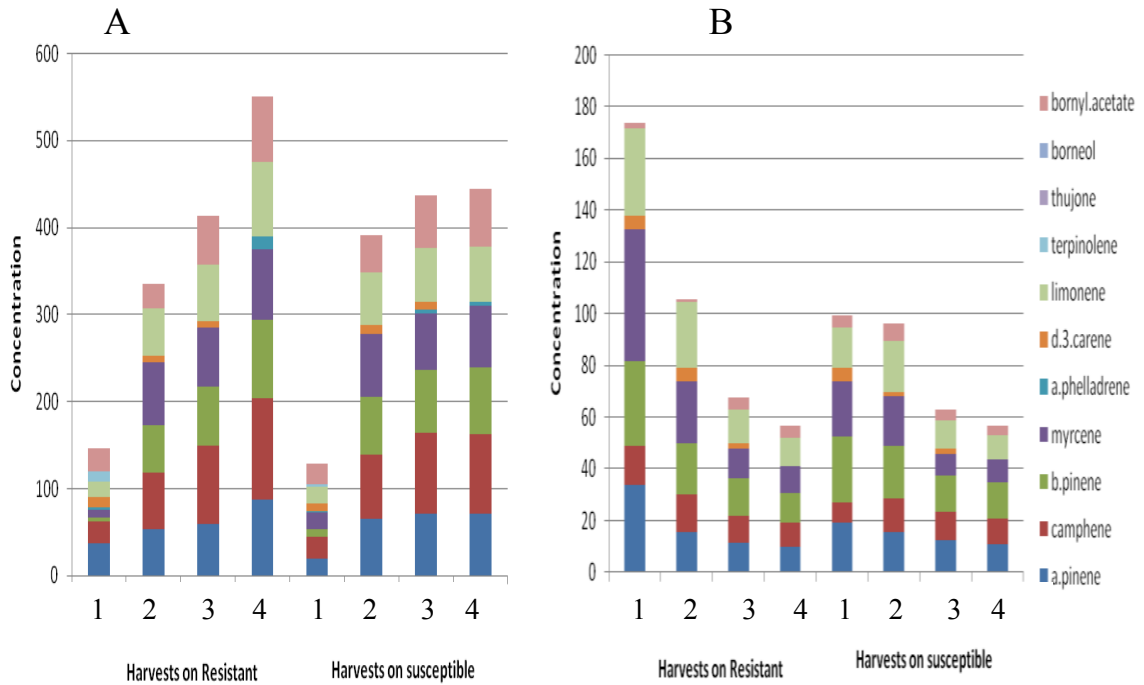 A
B
Concentration
600
500
400
300
200
100
0
1 2 3 4 1 2 3 4
Harvests on Resistant
Harvests on susceptible
Concentration
200
180
160
140
120
100
80
60
40
20
0
1 2 3 4 1 2 3 4
Harvests on Resistant
Harvests on susceptible
bornyl.acetate
borneol
thujone
terpinolene
limonene
d.3.carene
a.phelladrene
myrcene
b.pinene
camphene
a.pinene